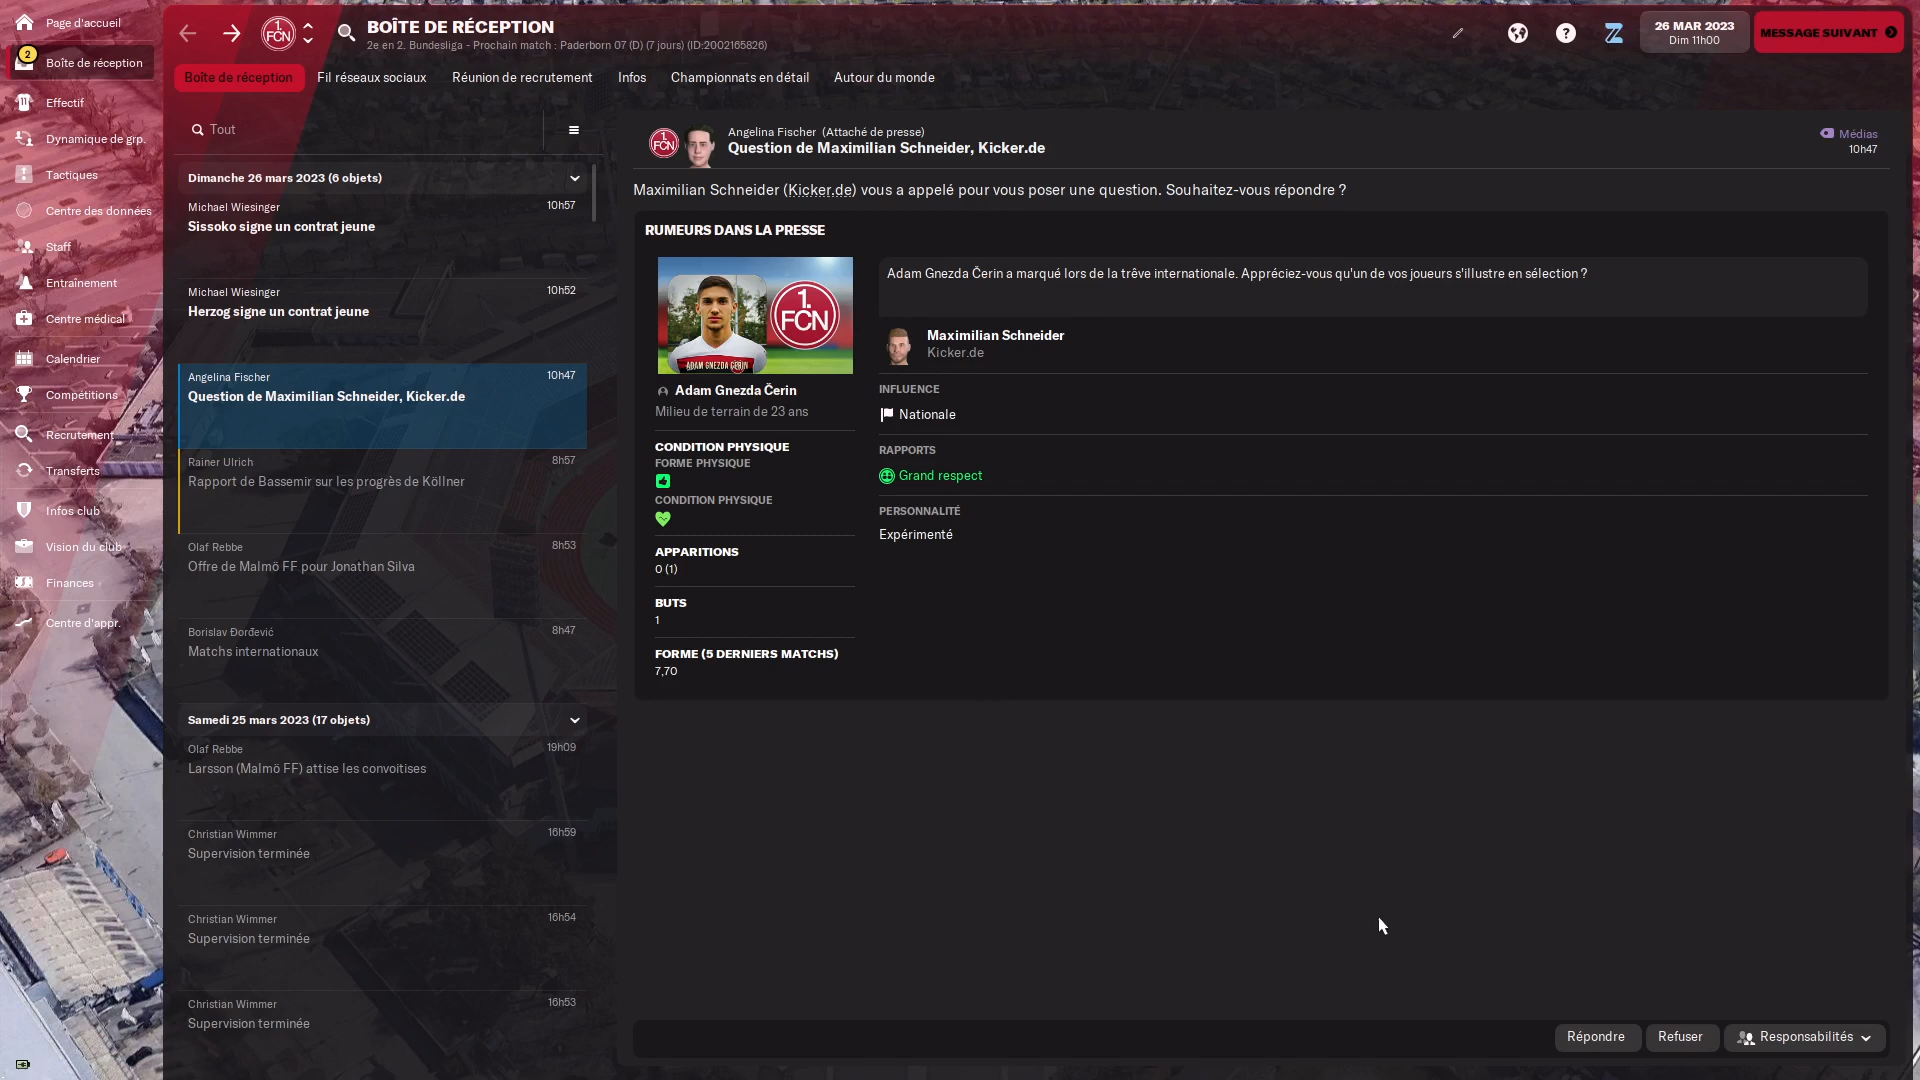 Page d'accueil
2
Boîte de réception
Effectif
Dynamique de grp.
Tactiques
Centre des données
Staff
Entraînement
Centre médical
Calendrier
Compétitions
Recrutement
Transferts
Infos club
Vision du club
Finances
Centre d'appr.
1.
FCN
BOÎTE DE RÉCEPTION
2e en 2. Bundesliga - Prochain match : Paderborn 07 (D) (7 jours) (ID:2002165826)
26 MAR 2023
Dim 11h00
MESSAGE SUIVANT
Boîte de réception
Fil réseaux sociaux
Réunion de recrutement
Infos
Championnats en détail
Autour du monde
Tout
Dimanche 26 mars 2023 (6 objets)
Michael Wiesinger 10h57
Sissoko signe un contrat jeune
Michael Wiesinger 10h52
Herzog signe un contrat jeune
Angelina Fischer 10h47
Question de Maximilian Schneider, Kicker.de
Rainer Ulrich 8h57
Rapport de Bassemir sur les progrès de Köllner
Olaf Rebbe 8h53
Offre de Malmö FF pour Jonathan Silva
Borislav Đorđević 8h47
Matchs internationaux
Samedi 25 mars 2023 (17 objets)
Olaf Rebbe 19h09
Larsson (Malmö FF) attise les convoitises
Christian Wimmer 16h59
Supervision terminée
Christian Wimmer 16h54
Supervision terminée
Christian Wimmer 16h53
Supervision terminée
1.
FCN
Angelina Fischer (Attaché de presse)
Question de Maximilian Schneider, Kicker.de
Médias
10h47
Maximilian Schneider (Kicker.de) vous a appelé pour vous poser une question. Souhaitez-vous répondre ?
RUMEURS DANS LA PRESSE
1.
FCN
ADAM GNEZDA ČERIN
Adam Gnezda Čerin
Milieu de terrain de 23 ans
CONDITION PHYSIQUE
FORME PHYSIQUE
CONDITION PHYSIQUE
APPARITIONS
0 (1)
BUTS
1
FORME (5 DERNIERS MATCHS)
7,70
Adam Gnezda Čerin a marqué lors de la trêve internationale. Appréciez-vous qu'un de vos joueurs s'illustre en sélection ?
Maximilian Schneider
Kicker.de
INFLUENCE
Nationale
RAPPORTS
Grand respect
PERSONNALITÉ
Expérimenté
Répondre
Refuser
Responsabilités